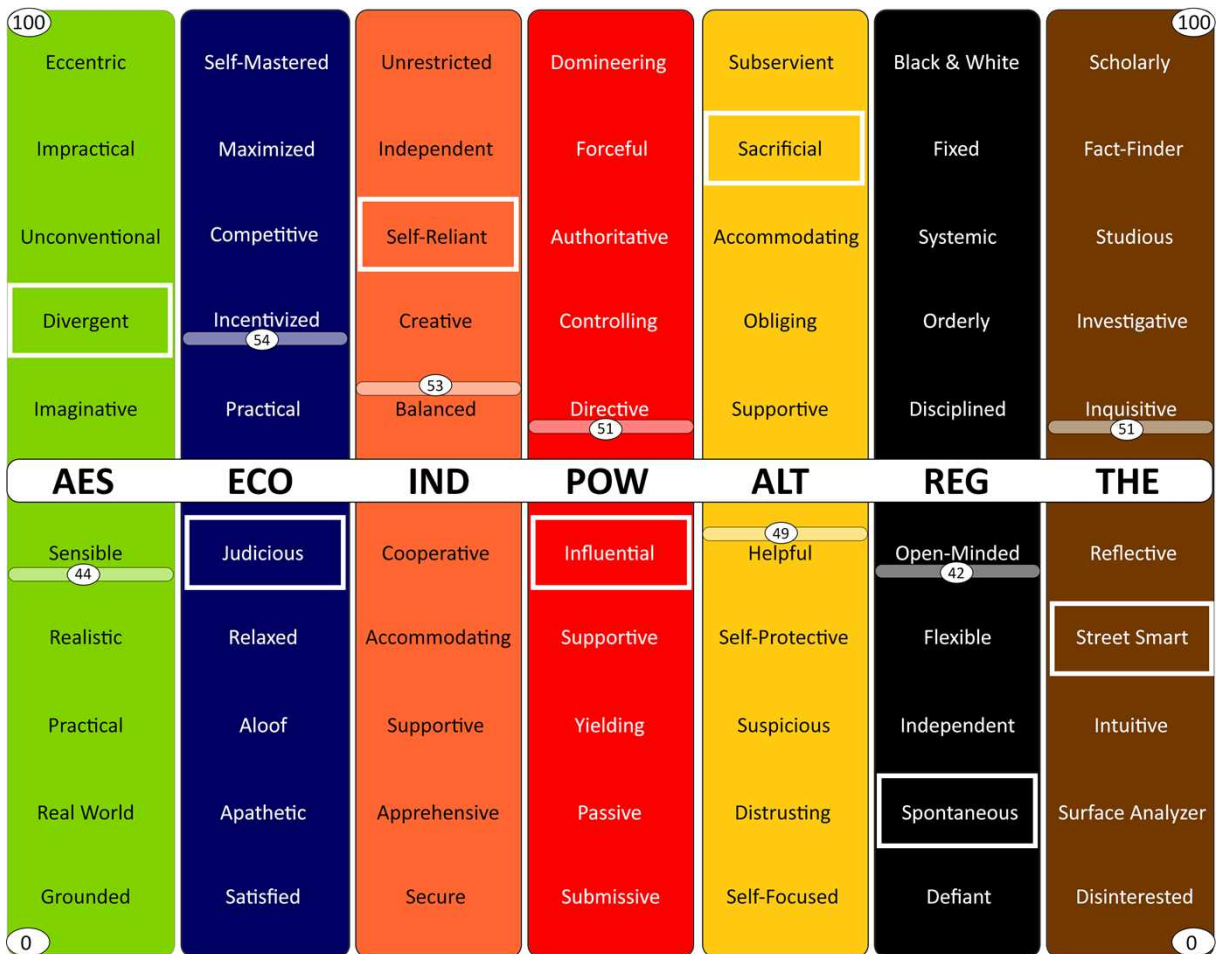 100 100
Eccentric Self-Mastered Unrestricted Domineering Subservient Black & White Scholarly
Impractical Maximized Independent Forceful Sacrificial Fixed Fact-Finder
Unconventional Competitive Self-Reliant Authoritative Accommodating Systemic Studious
Divergent Incentivized Creative Controlling Obliging Orderly Investigative
54
53
Imaginative Practical Balanced Directive Supportive Disciplined Inquisitive
51 51
AES ECO IND POW ALT REG THE
49
Sensible Judicious Cooperative Influential Helpful Open-Minded Reflective
44 42
Realistic Relaxed Accommodating Supportive Self-Protective Flexible Street Smart
Practical Aloof Supportive Yielding Suspicious Independent Intuitive
Real World Apathetic Apprehensive Passive Distrusting Spontaneous Surface Analyzer
Grounded Satisfied Secure Submissive Self-Focused Defiant Disinterested
0 0